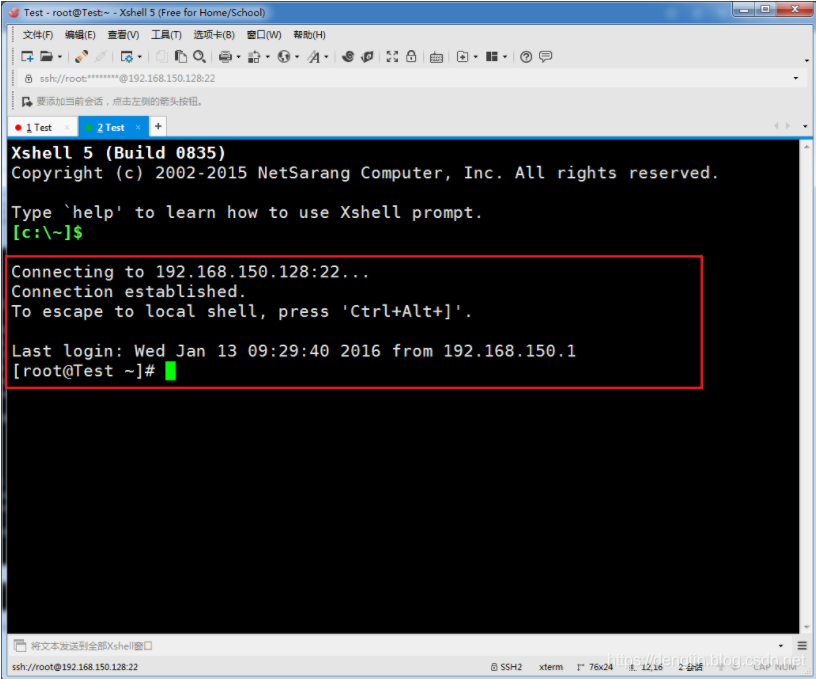 Test - root@Test:~ - Xshell 5 (Free for Home/School)
文件(F) 编辑(E) 查看(V) 工具(T) 选项卡(B) 窗口(W) 帮助(H)
ssh://root:********@192.168.150.128:22
要添加当前会话，点击左侧的箭头按钮。
1 Test × 2 Test × +
Xshell 5 (Build 0835)
Copyright (c) 2002-2015 NetSarang Computer, Inc. All rights reserved.
Type `help' to learn how to use Xshell prompt.
[c:\~]$
Connecting to 192.168.150.128:22...
Connection established.
To escape to local shell, press 'Ctrl+Alt+]'.
Last login: Wed Jan 13 09:29:40 2016 from 192.168.150.1
[root@Test ~]#
将文本发送到全部Xshell窗口
ssh://root@192.168.150.128:22 SSH2 xterm 76x24 12,16 2 会话 CAP NUM